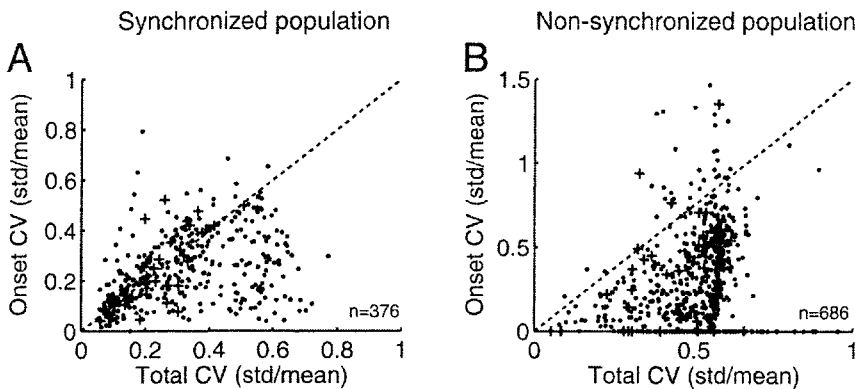 Synchronized population
Non-synchronized population
A
B
1
0.8
0.6
0.4
0.2
0
Onset CV (std/mean)
n=376
0
0.2
0.4
0.6
0.8
1
Total CV (std/mean)
1.5
1
0.5
0
Onset CV (std/mean)
n=686
0
0.5
1
Total CV (std/mean)